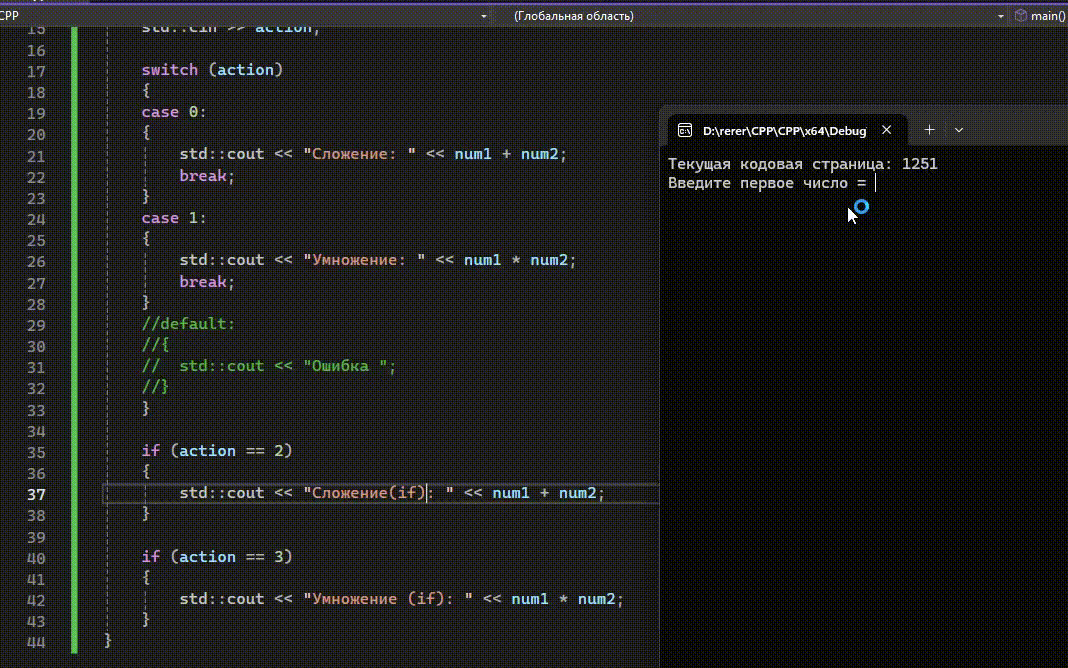 CPP (Глобальная область) main()
15 std::cin >> action;
16
17 switch (action)
18 {
19 case 0:
20 {
21 std::cout << "Сложение: " << num1 + num2;
22 break;
23 }
24 case 1:
25 {
26 std::cout << "Умножение: " << num1 * num2;
27 break;
28 }
29 //default:
30 //{
31 // std::cout << "Ошибка ";
32 //}
33 }
34
35 if (action == 2)
36 {
37 std::cout << "Сложение(if): " << num1 + num2;
38 }
39
40 if (action == 3)
41 {
42 std::cout << "Умножение (if): " << num1 * num2;
43 }
44 }
D:\rerer\CPP\CPP\x64\Debug
Текущая кодовая страница: 1251
Введите первое число =